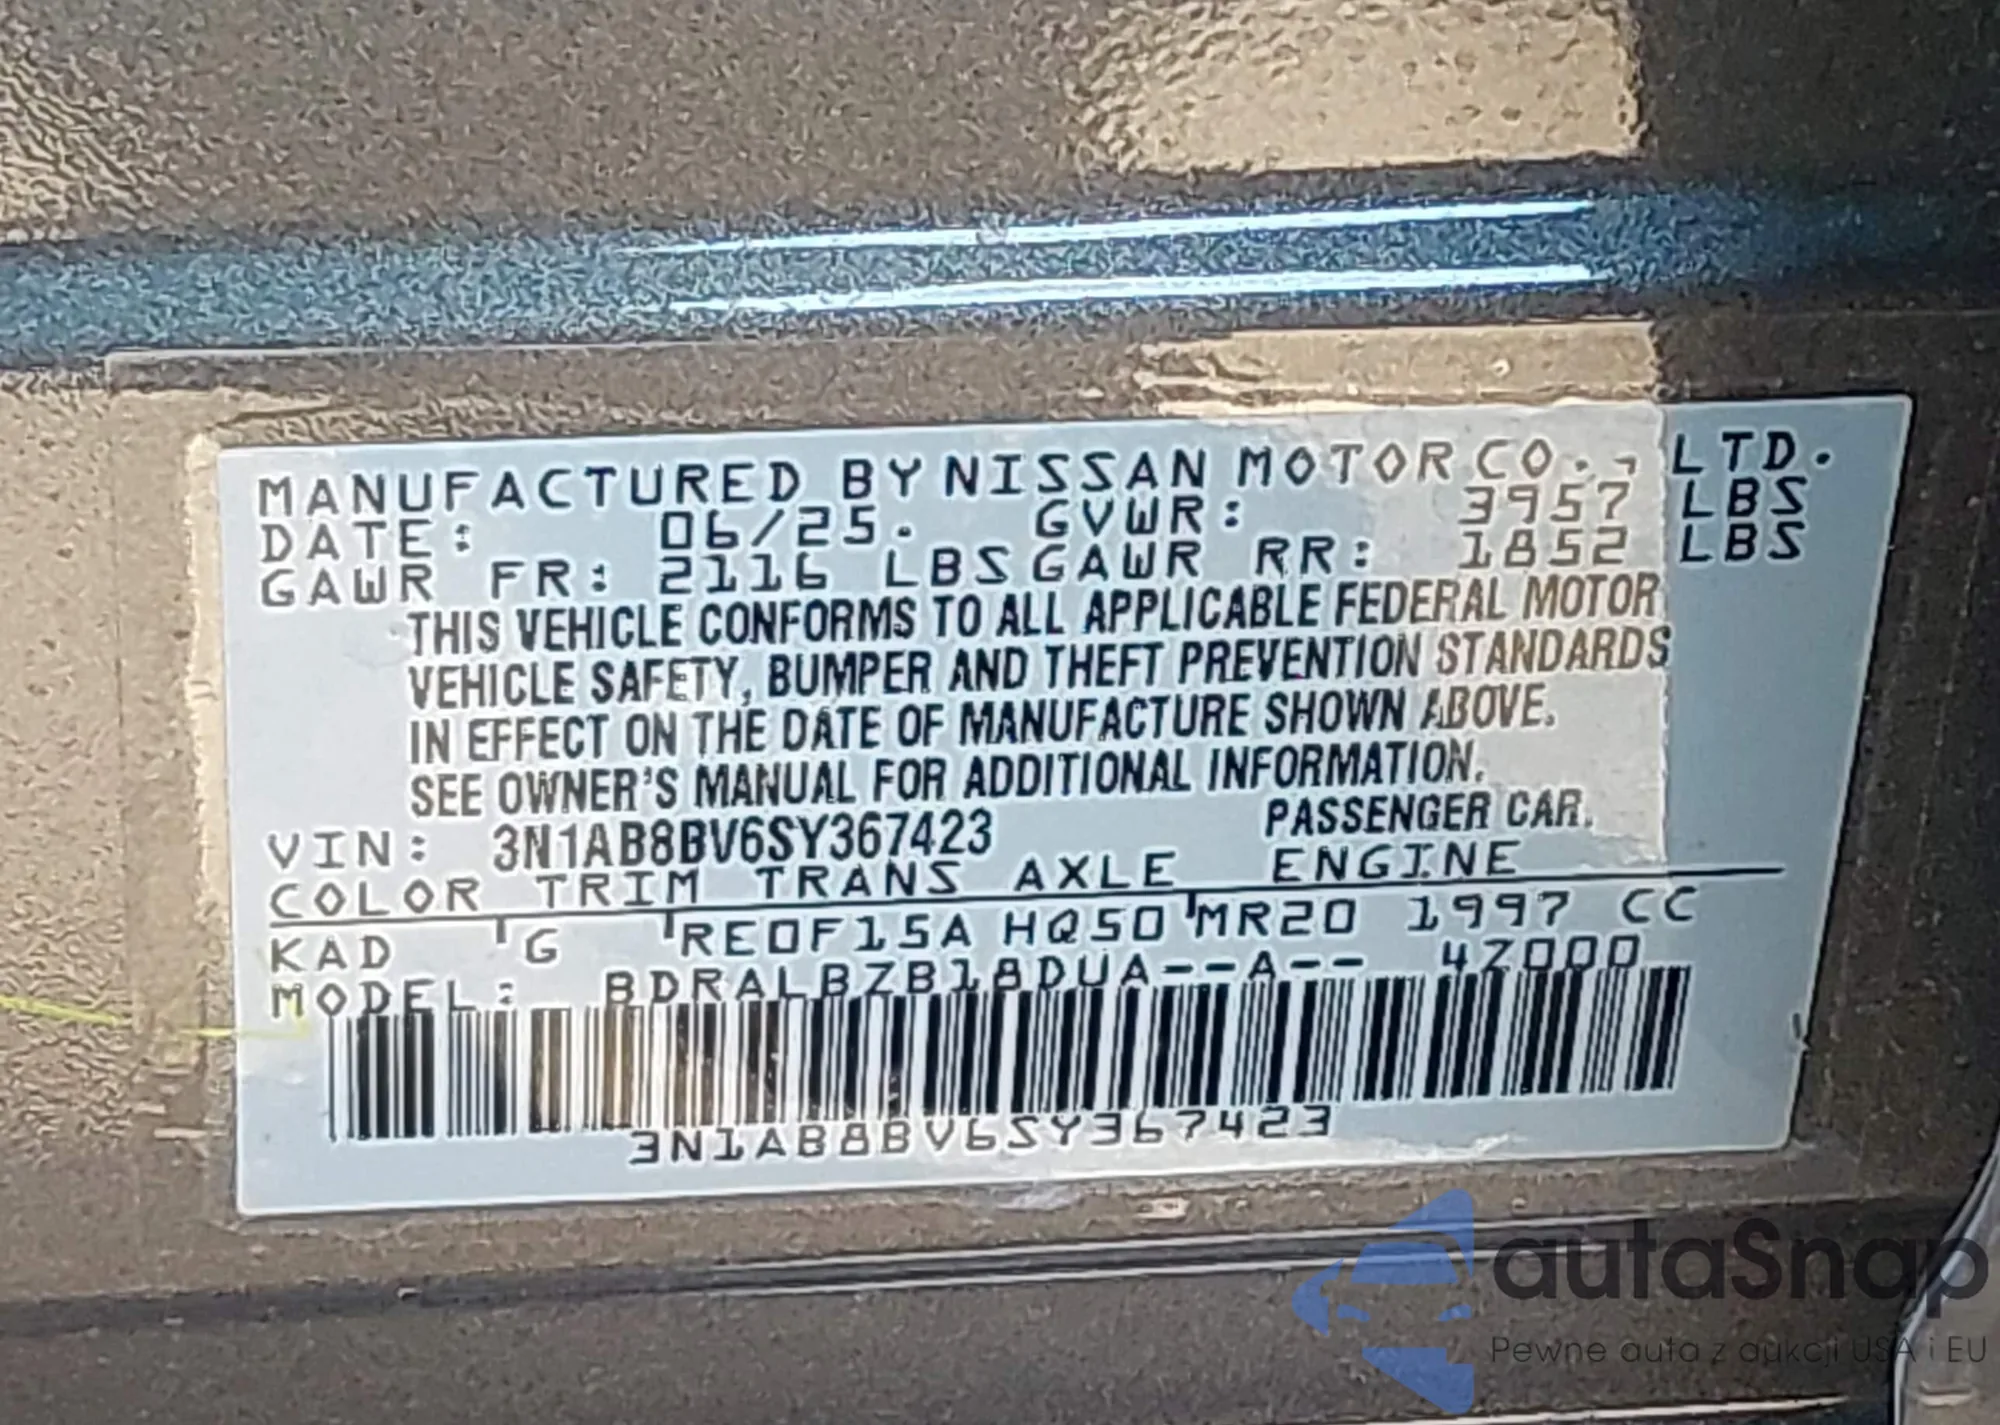 MANUFACTURED BY NISSAN MOTOR CO., LTD.
DATE: 06/25. GVWR: 3957 LBS
GAWR FR: 2116 LBS GAWR RR: 1852 LBS
THIS VEHICLE CONFORMS TO ALL APPLICABLE FEDERAL MOTOR
VEHICLE SAFETY, BUMPER AND THEFT PREVENTION STANDARDS
IN EFFECT ON THE DATE OF MANUFACTURE SHOWN ABOVE.
SEE OWNER'S MANUAL FOR ADDITIONAL INFORMATION.
VIN: 3N1AB8BV6SY367423 PASSENGER CAR.
COLOR TRIM TRANS AXLE ENGINE
KAD G RE0F15A HQ50 MR20 1997 CC
MODEL: BDRALBZB18DUA--A-- 4Z000
3N1AB8BV6SY367423
autaSnap
Pewne auta z aukcji USA i EU